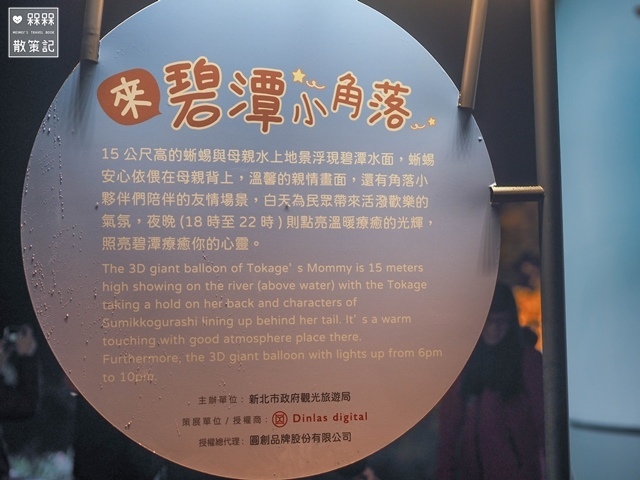 槑槑
MOMO'S TRAVEL BOOK
散策記
來碧潭小角落
15 公尺高的蜥蜴與母親水上地景浮現碧潭水面，蜥蜴
安心依偎在母親背上，溫馨的親情畫面，還有角落小
夥伴們陪伴的友情場景，白天為民眾帶來活潑歡樂的
氣氛，夜晚(18 時至 22 時)則點亮溫暖療癒的光輝，
照亮碧潭療癒你的心靈。
The 3D giant balloon of Tokage's Mommy is 15 meters
high showing on the river (above water) with the Tokage
taking a hold on her back and characters of
Sumikkogurashi lining up behind her tail. It's a warm
touching with good atmosphere place there.
Furthermore, the 3D giant balloon with lights up from 6pm
to 10pm.
主辦單位：新北市政府觀光旅遊局
策展單位 / 授權商：Dinlas digital
授權總代理：圓創品牌股份有限公司